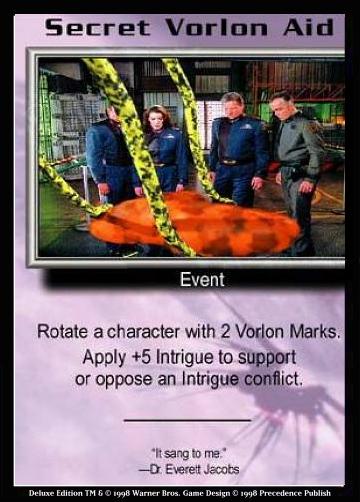 Secret Vorlon Aid
Event
Rotate a character with 2 Vorlon Marks.
Apply +5 Intrigue to support
or oppose an Intrigue conflict.
"It sang to me."
—Dr. Everett Jacobs
Deluxe Edition TM & © 1998 Warner Bros. Game Design © 1998 Precedence Publish